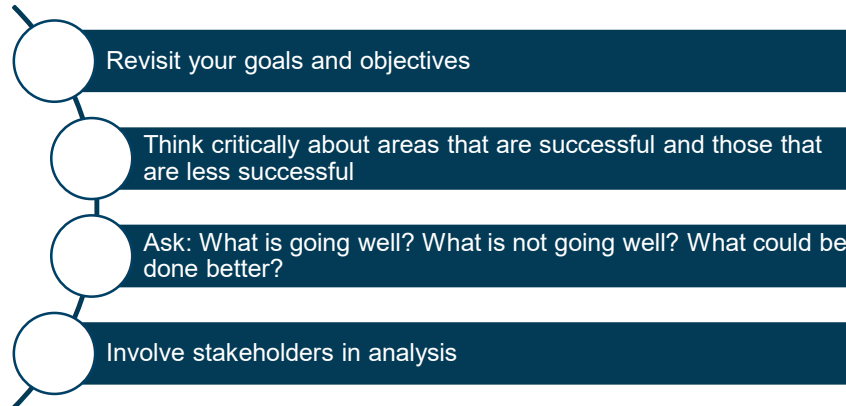 Revisit your goals and objectives
Think critically about areas that are successful and those that
are less successful
Ask: What is going well? What is not going well? What could be
done better?
Involve stakeholders in analysis